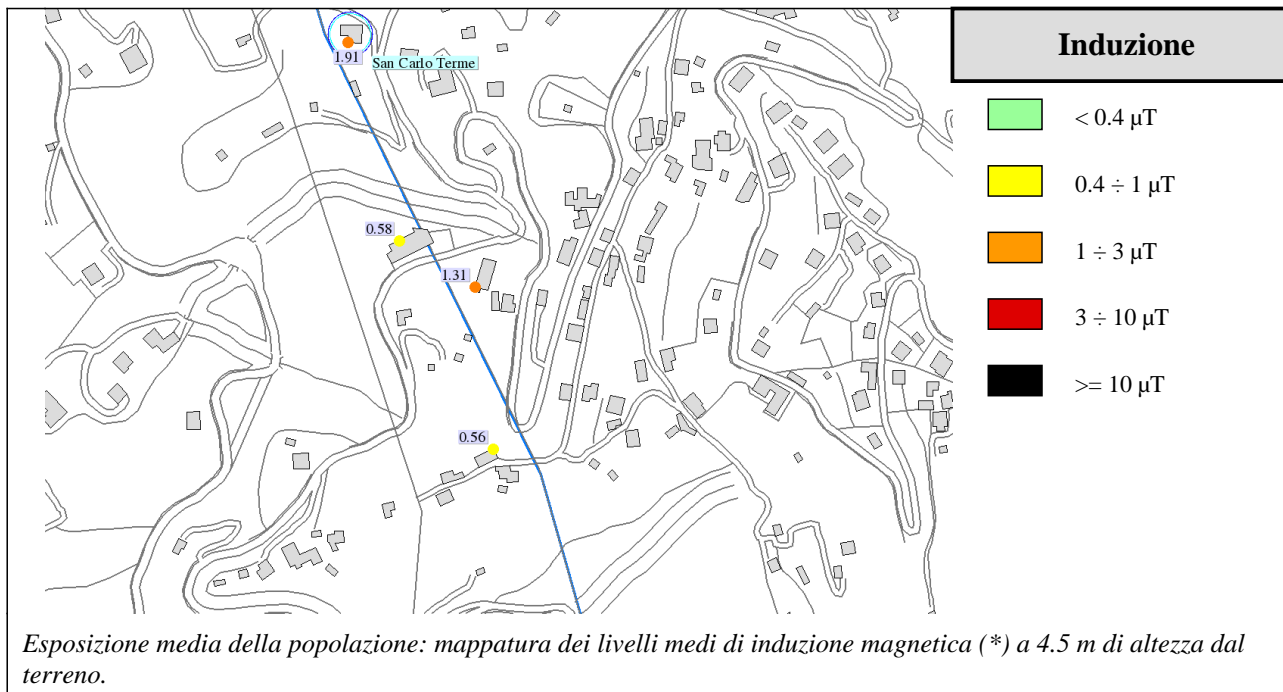 1.91
San Carlo Terme
0.58
1.31
0.56
Induzione
< 0.4 µT
0.4 ÷ 1 µT
1 ÷ 3 µT
3 ÷ 10 µT
>= 10 µT
Esposizione media della popolazione: mappatura dei livelli medi di induzione magnetica (*) a 4.5 m di altezza dal
terreno.